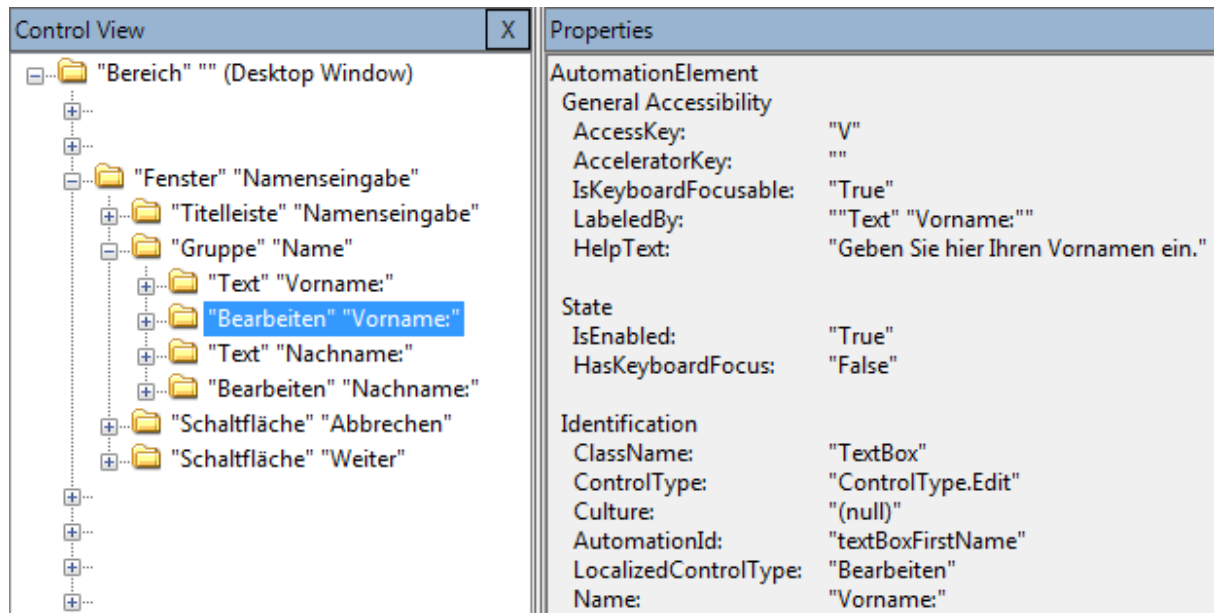 Control View X
"Bereich" "" (Desktop Window)
"Fenster" "Namenseingabe"
"Titelleiste" "Namenseingabe"
"Gruppe" "Name"
"Text" "Vorname:"
"Bearbeiten" "Vorname:"
"Text" "Nachname:"
"Bearbeiten" "Nachname:"
"Schaltfläche" "Abbrechen"
"Schaltfläche" "Weiter"
Properties
AutomationElement
General Accessibility
AccessKey: "V"
AcceleratorKey: ""
IsKeyboardFocusable: "True"
LabeledBy: ""Text" "Vorname:""
HelpText: "Geben Sie hier Ihren Vornamen ein."
State
IsEnabled: "True"
HasKeyboardFocus: "False"
Identification
ClassName: "TextBox"
ControlType: "ControlType.Edit"
Culture: "(null)"
AutomationId: "textBoxFirstName"
LocalizedControlType: "Bearbeiten"
Name: "Vorname:"